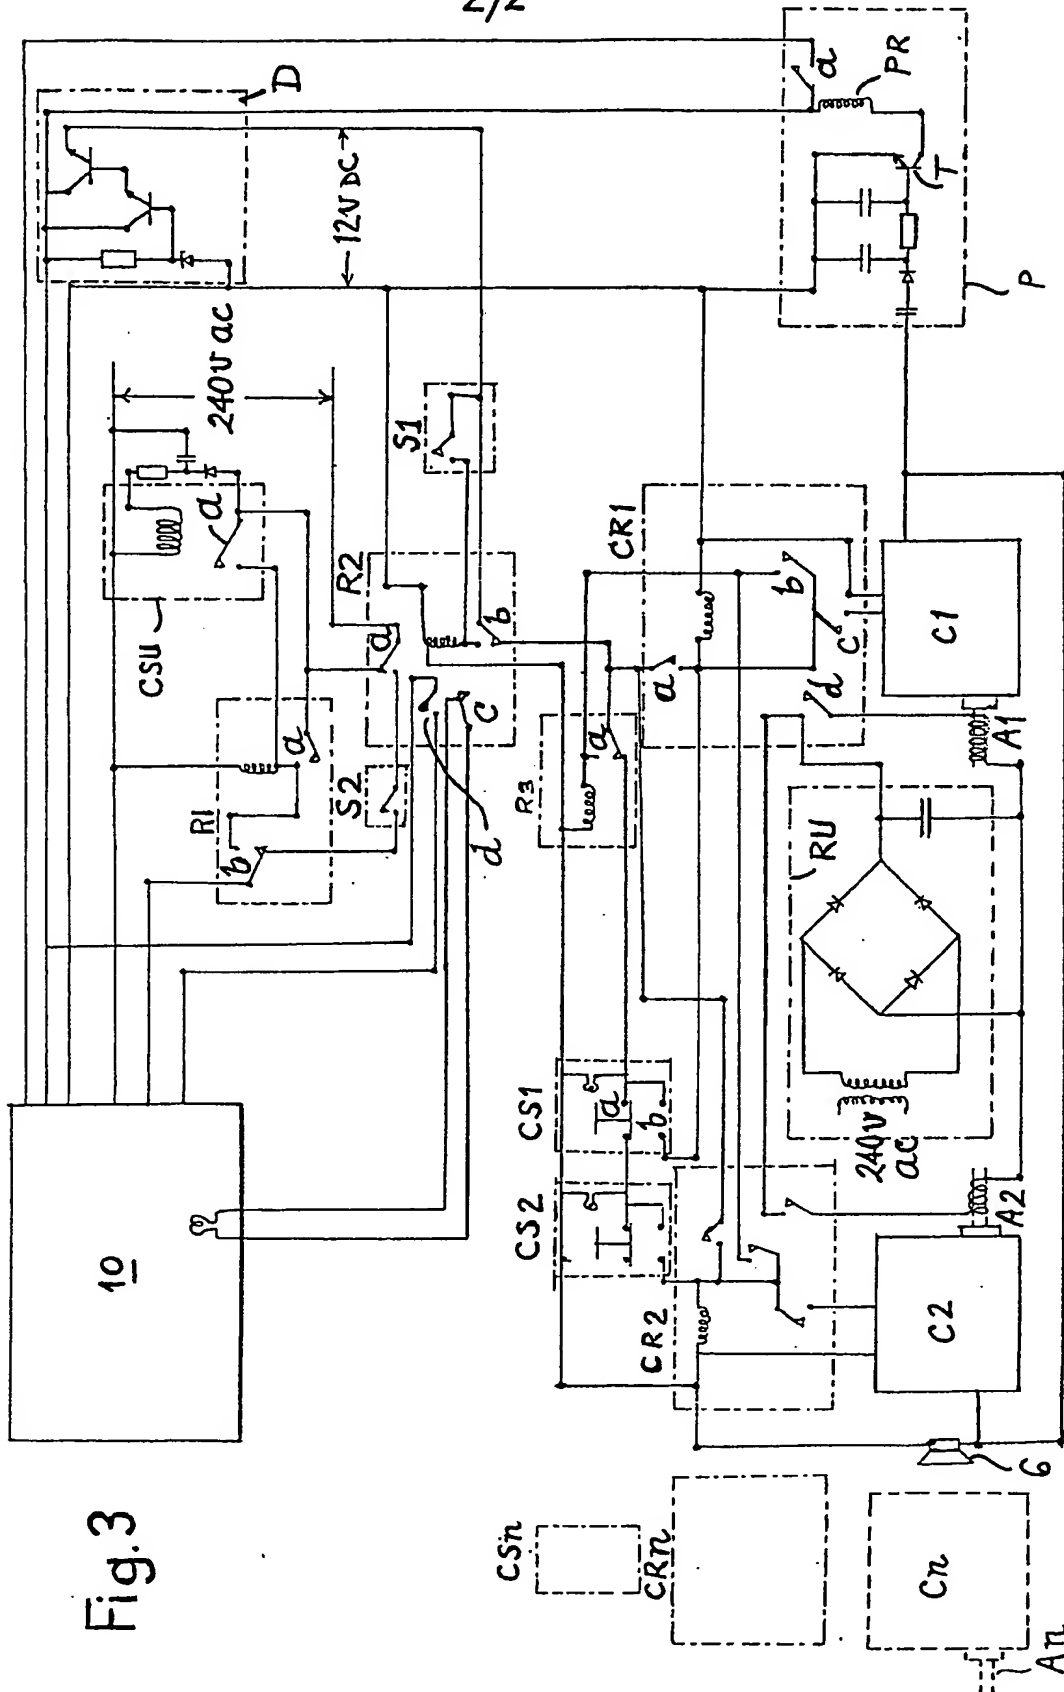 2/2
D
a
PR
T
P
12V DC
240V ac
S1
a
CSU
R2
a
b
c
d
R1
a
b
S2
CR1
a
b
c
d
C1
A1
R3
a
RU
240V
ac
CS1
a
b
CS2
CR2
C2
A2
6
10
CSn
CRn
Cn
An
Fig.3